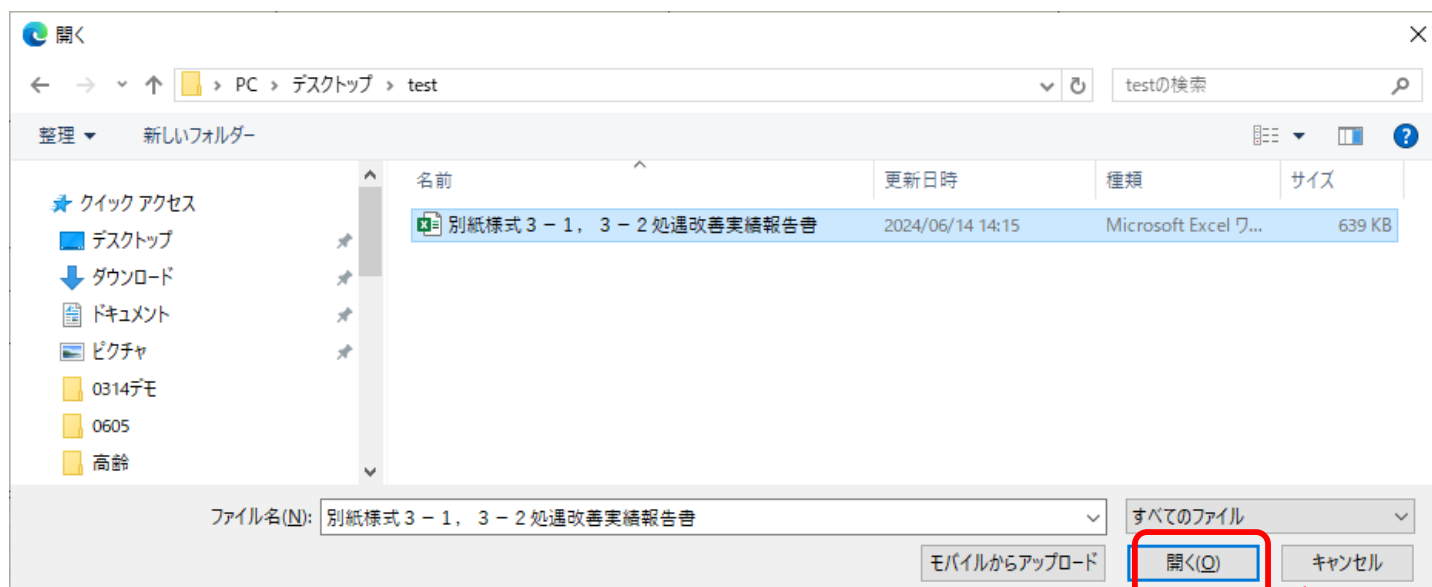 開く
PC › デスクトップ › test
testの検索
整理
新しいフォルダー
名前
更新日時
種類
サイズ
クイック アクセス
デスクトップ
ダウンロード
ドキュメント
ピクチャ
0314デモ
0605
高齢
別紙様式３－１，３－２処遇改善実績報告書
2024/06/14 14:15
Microsoft Excel ワ...
639 KB
ファイル名(N):
別紙様式３－１，３－２処遇改善実績報告書
すべてのファイル
モバイルからアップロード
開く(O)
キャンセル